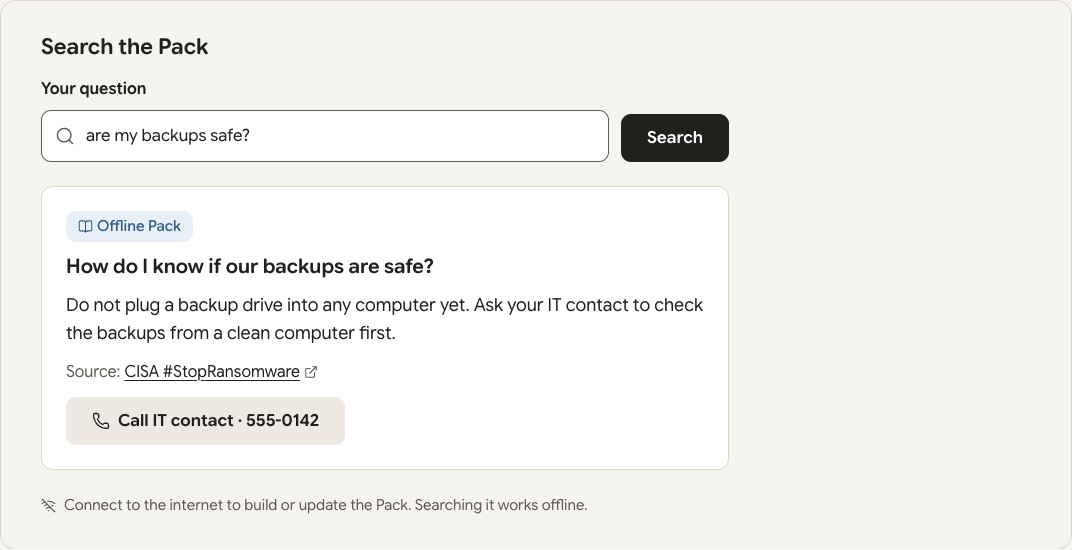 Search the Pack
Your question
are my backups safe?
Search
Offline Pack
How do I know if our backups are safe?
Do not plug a backup drive into any computer yet. Ask your IT contact to check
the backups from a clean computer first.
Source: CISA #StopRansomware
Call IT contact · 555-0142
Connect to the internet to build or update the Pack. Searching it works offline.